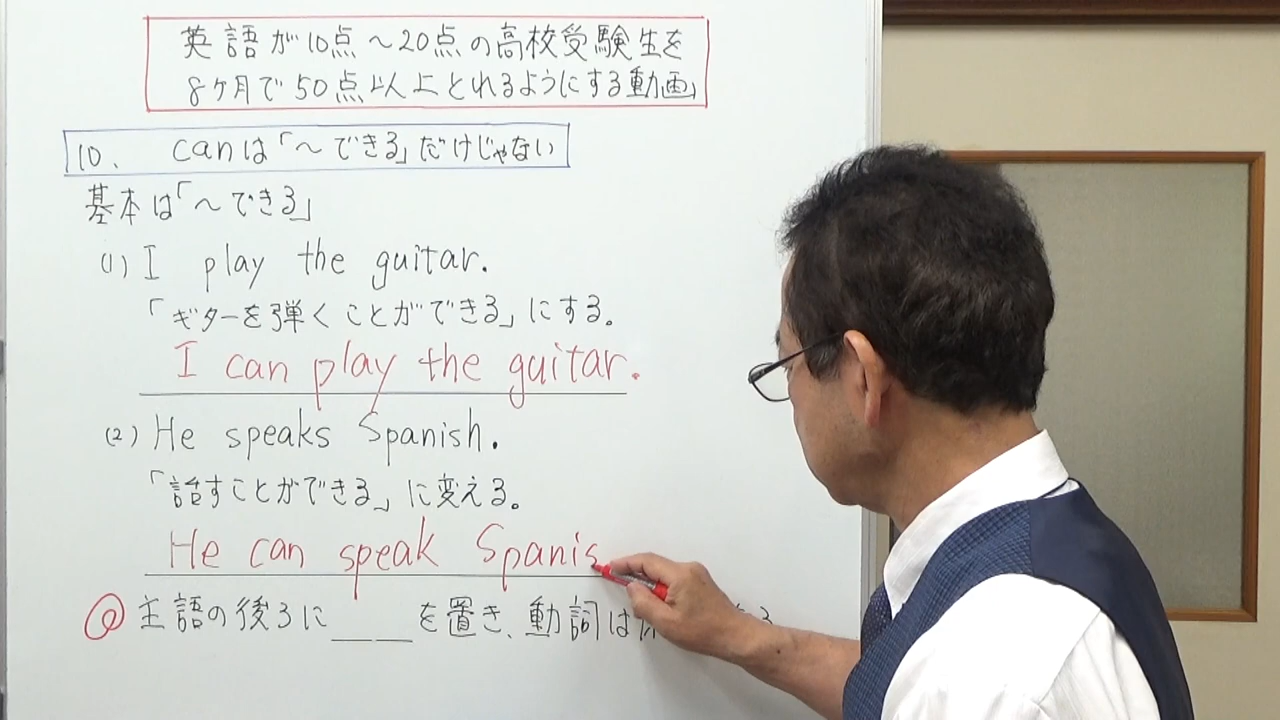 英語が10点～20点の高校受験生を
8ヶ月で50点以上とれるようにする動画」
10. canは「～できる」だけじゃない
基本は「～できる」
(1) I play the guitar.
「ギターを弾くことができる」にする。
I can play the guitar.
(2) He speaks Spanish.
「話すことができる」に変える。
He can speak Spanis
@ 主語の後ろに____を置き、動詞は